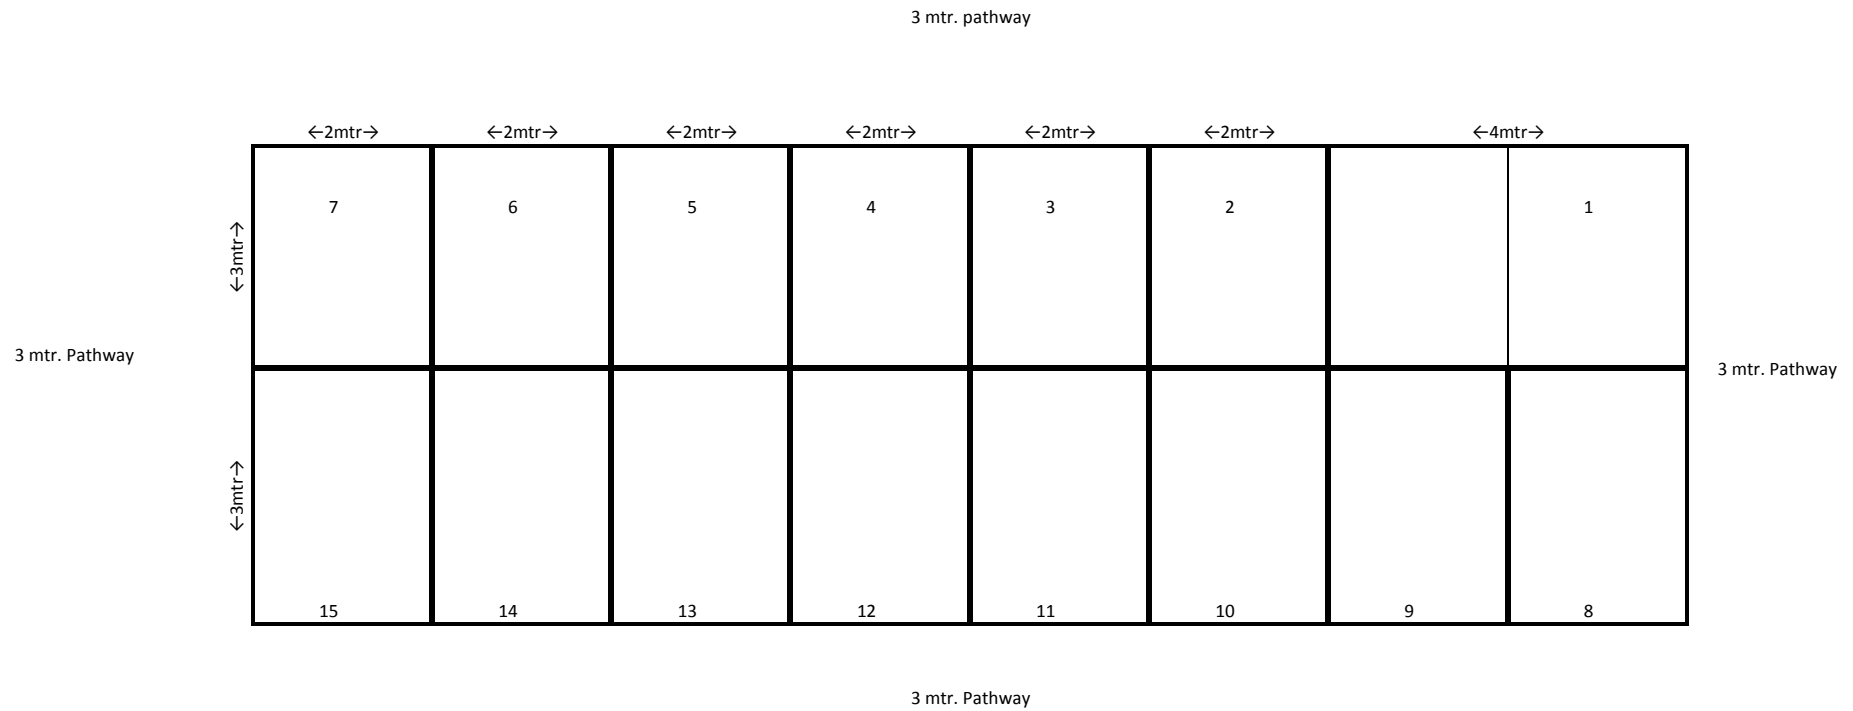 3 mtr. pathway
←2mtr→ ←2mtr→ ←2mtr→ ←2mtr→ ←2mtr→ ←2mtr→ ←4mtr→
7 6 5 4 3 2 1
←3mtr→
3 mtr. Pathway
3 mtr. Pathway
←3mtr→
15 14 13 12 11 10 9 8
3 mtr. Pathway